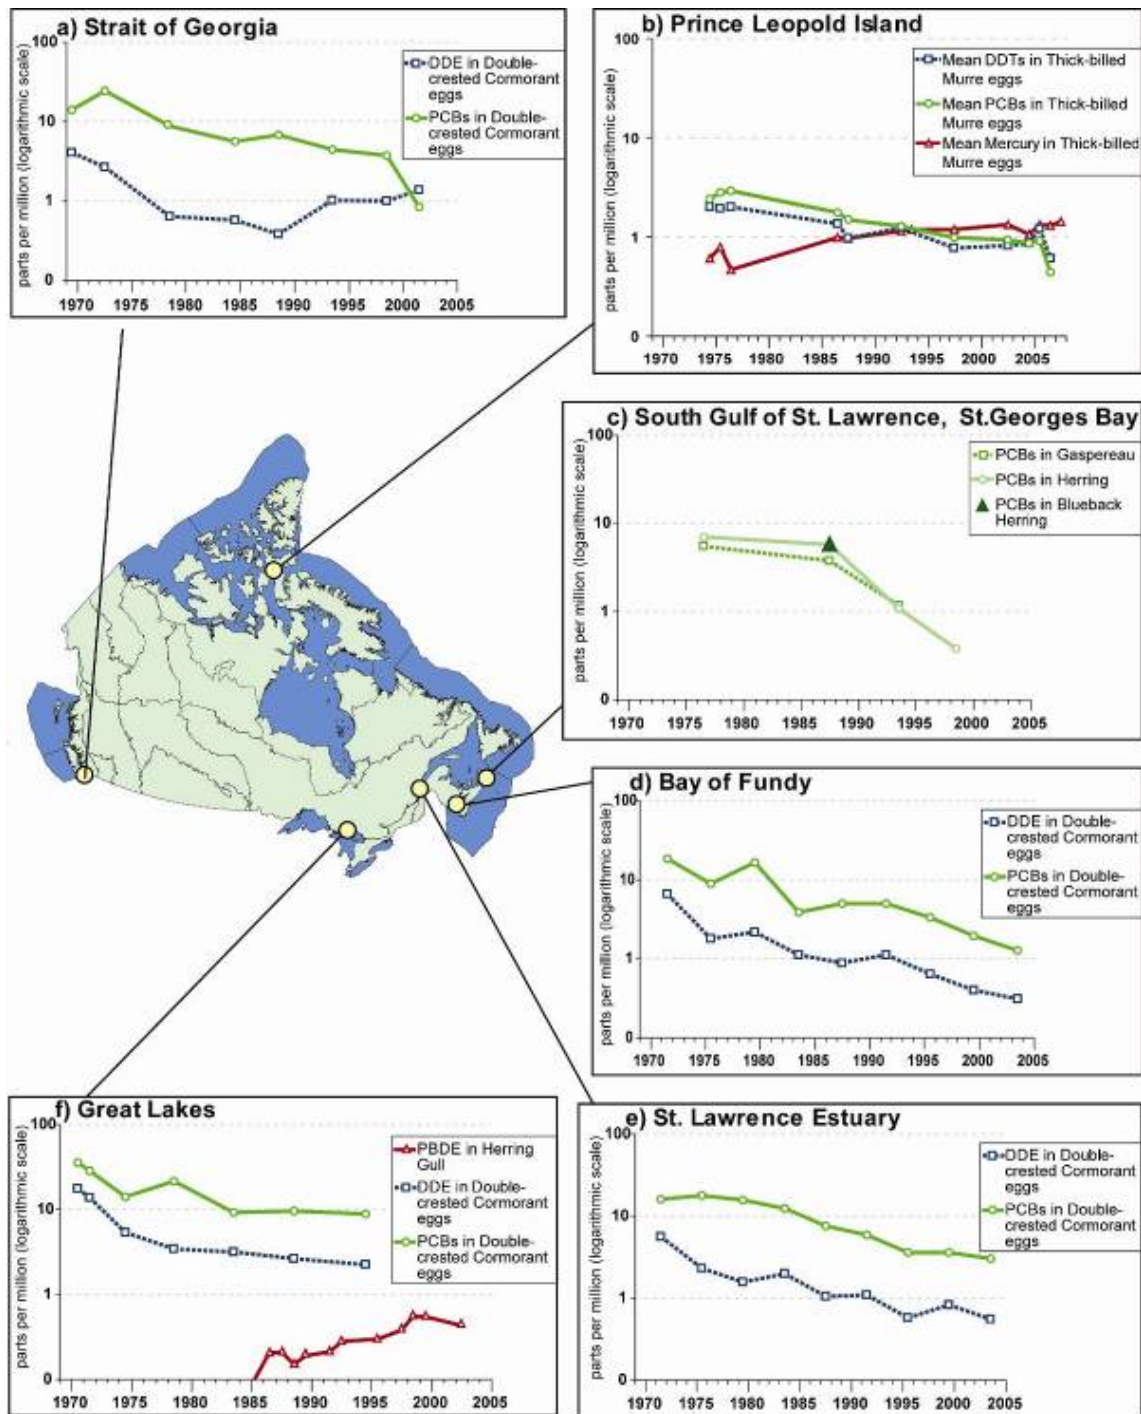 a) Strait of Georgia
parts per million (logarithmic scale)
100
10
1
0
1970 1975 1980 1985 1990 1995 2000 2005
DDE in Double-
crested Cormorant
eggs
PCBs in Double-
crested Cormorant
eggs
b) Prince Leopold Island
parts per million (logarithmic scale)
100
10
1
0
1970 1975 1980 1985 1990 1995 2000 2005
Mean DDTs in Thick-billed
Murre eggs
Mean PCBs in Thick-billed
Murre eggs
Mean Mercury in Thick-billed
Murre eggs
c) South Gulf of St. Lawrence, St.Georges Bay
parts per million (logarithmic scale)
100
10
1
0
1970 1975 1980 1985 1990 1995 2000 2005
PCBs in Gaspereau
PCBs in Herring
PCBs in Blueback
Herring
d) Bay of Fundy
parts per million (logarithmic scale)
100
10
1
0
1970 1975 1980 1985 1990 1995 2000 2005
DDE in Double-
crested Cormorant
eggs
PCBs in Double-
crested Cormorant
eggs
f) Great Lakes
parts per million (logarithmic scale)
100
10
1
0
1970 1975 1980 1985 1990 1995 2000 2005
PBDE in Herring
Gull
DDE in Double-
crested Cormorant
eggs
PCBs in Double-
crested Cormorant
eggs
e) St. Lawrence Estuary
parts per million (logarithmic scale)
100
10
1
0
1970 1975 1980 1985 1990 1995 2000 2005
DDE in Double-
crested Cormorant
eggs
PCBs in Double-
crested Cormorant
eggs